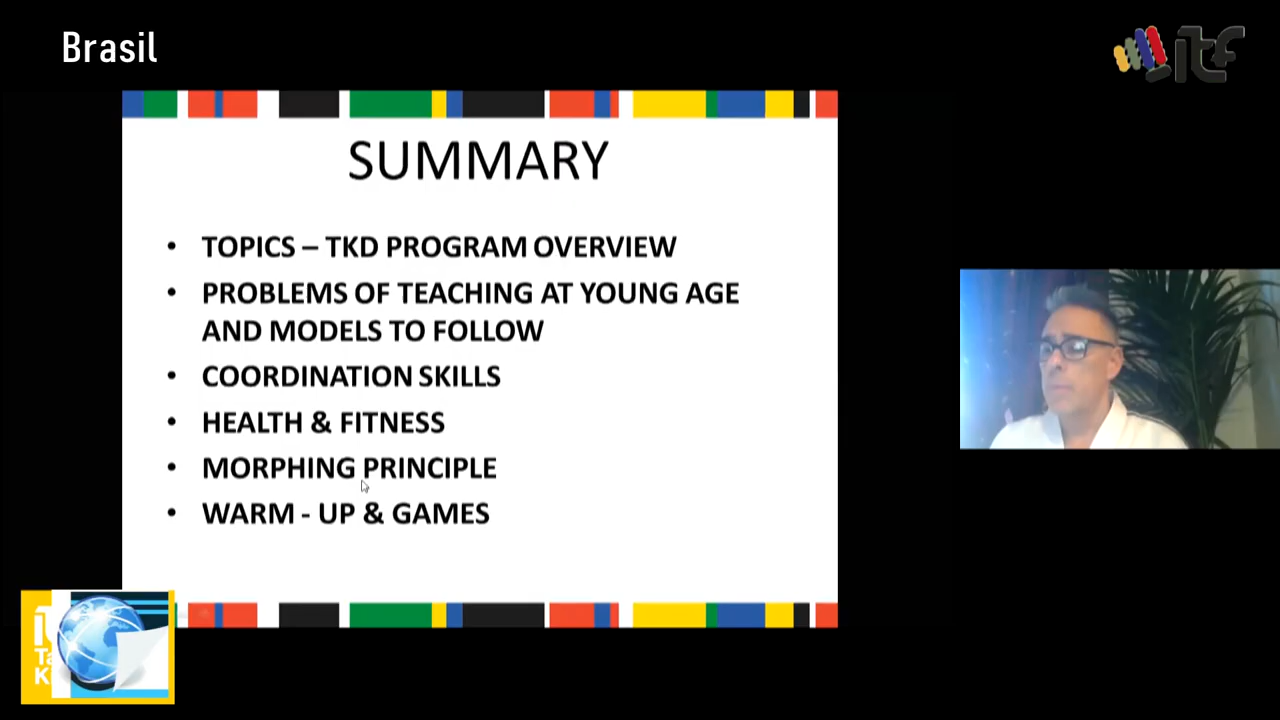 Brasil
itf
SUMMARY
• TOPICS – TKD PROGRAM OVERVIEW
• PROBLEMS OF TEACHING AT YOUNG AGE
AND MODELS TO FOLLOW
• COORDINATION SKILLS
• HEALTH & FITNESS
• MORPHING PRINCIPLE
• WARM - UP & GAMES